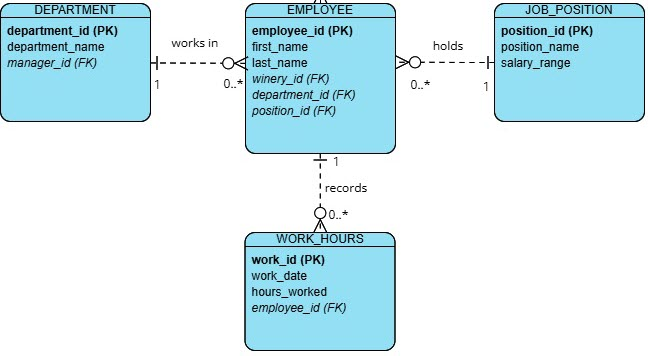 DEPARTMENT
department_id (PK)
department_name
manager_id (FK)
works in
1
0..*
EMPLOYEE
employee_id (PK)
first_name
last_name
winery_id (FK)
department_id (FK)
position_id (FK)
holds
0..*
1
JOB_POSITION
position_id (PK)
position_name
salary_range
1
records
0..*
WORK_HOURS
work_id (PK)
work_date
hours_worked
employee_id (FK)